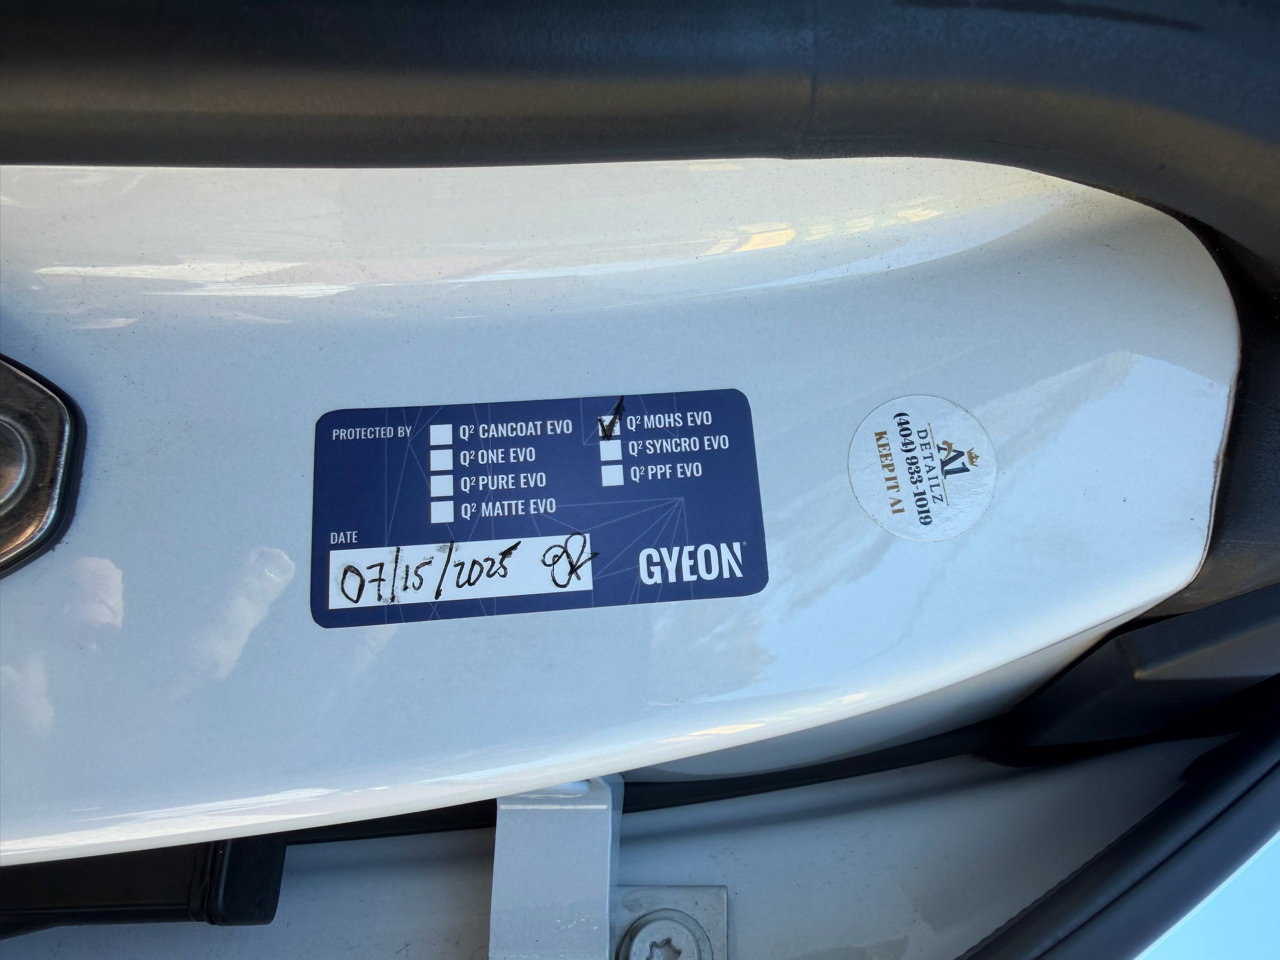 PROTECTED BY
Q² CANCOAT EVO
Q² ONE EVO
Q² PURE EVO
Q² MATTE EVO
Q² MOHS EVO
Q² SYNCRO EVO
Q² PPF EVO
DATE
07/15/2025
GYEON
A1
DETAILZ
(404) 933-1019
KEEP IT A1